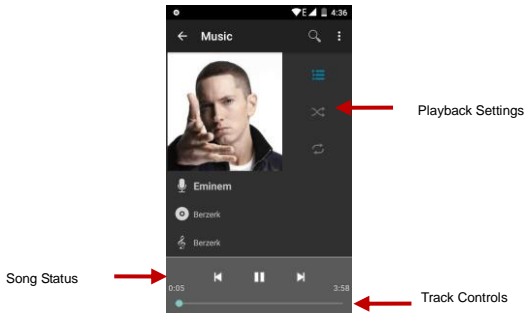 E 4:36
Music
Playback Settings
Eminem
Berzerk
Berzerk
Song Status
0:05
3:58
Track Controls